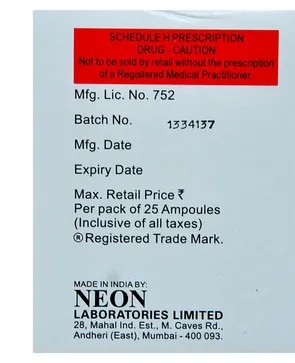 SCHEDULE H PRESCRIPTION
DRUG - CAUTION
Not to be sold by retail without the prescription
of a Registered Medical Practitioner.
Mfg. Lic. No. 752
Batch No. 1334137
Mfg. Date
Expiry Date
Max. Retail Price ₹
Per pack of 25 Ampoules
(Inclusive of all taxes)
® Registered Trade Mark.
MADE IN INDIA BY:
NEON
LABORATORIES LIMITED
28, Mahal Ind. Est., M. Caves Rd.,
Andheri (East), Mumbai - 400 093.